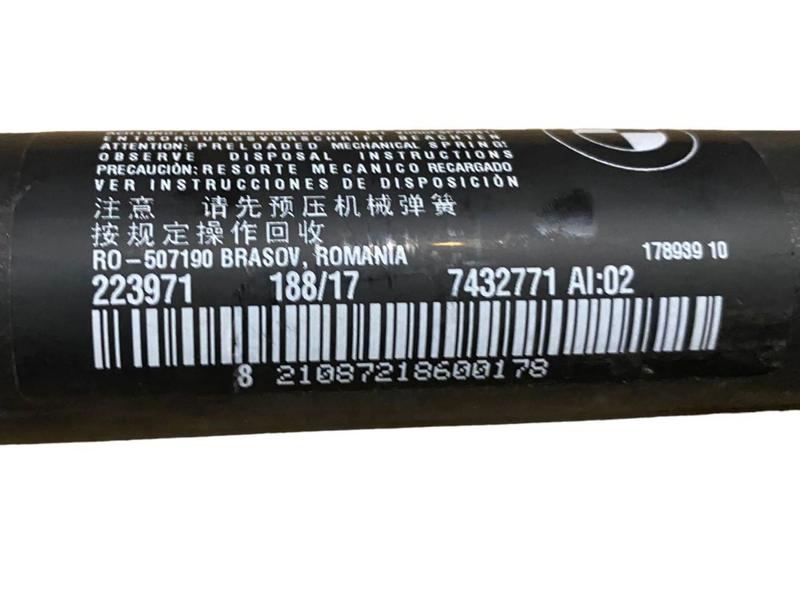 ENTSORGUNGSVORSCHRIFT BEACHTEN
ATTENTION: PRELOADED MECHANICAL SPRING!
OBSERVE DISPOSAL INSTRUCTIONS
PRECAUCIÓN: RESORTE MECANICO RECARGADO
VER INSTRUCCIONES DE DISPOSICIÓN
注意 请先预压机械弹簧
按规定操作回收
RO-507190 BRASOV, ROMANIA
178939 10
223971 188/17 7432771 AI:02
8 21087218600178